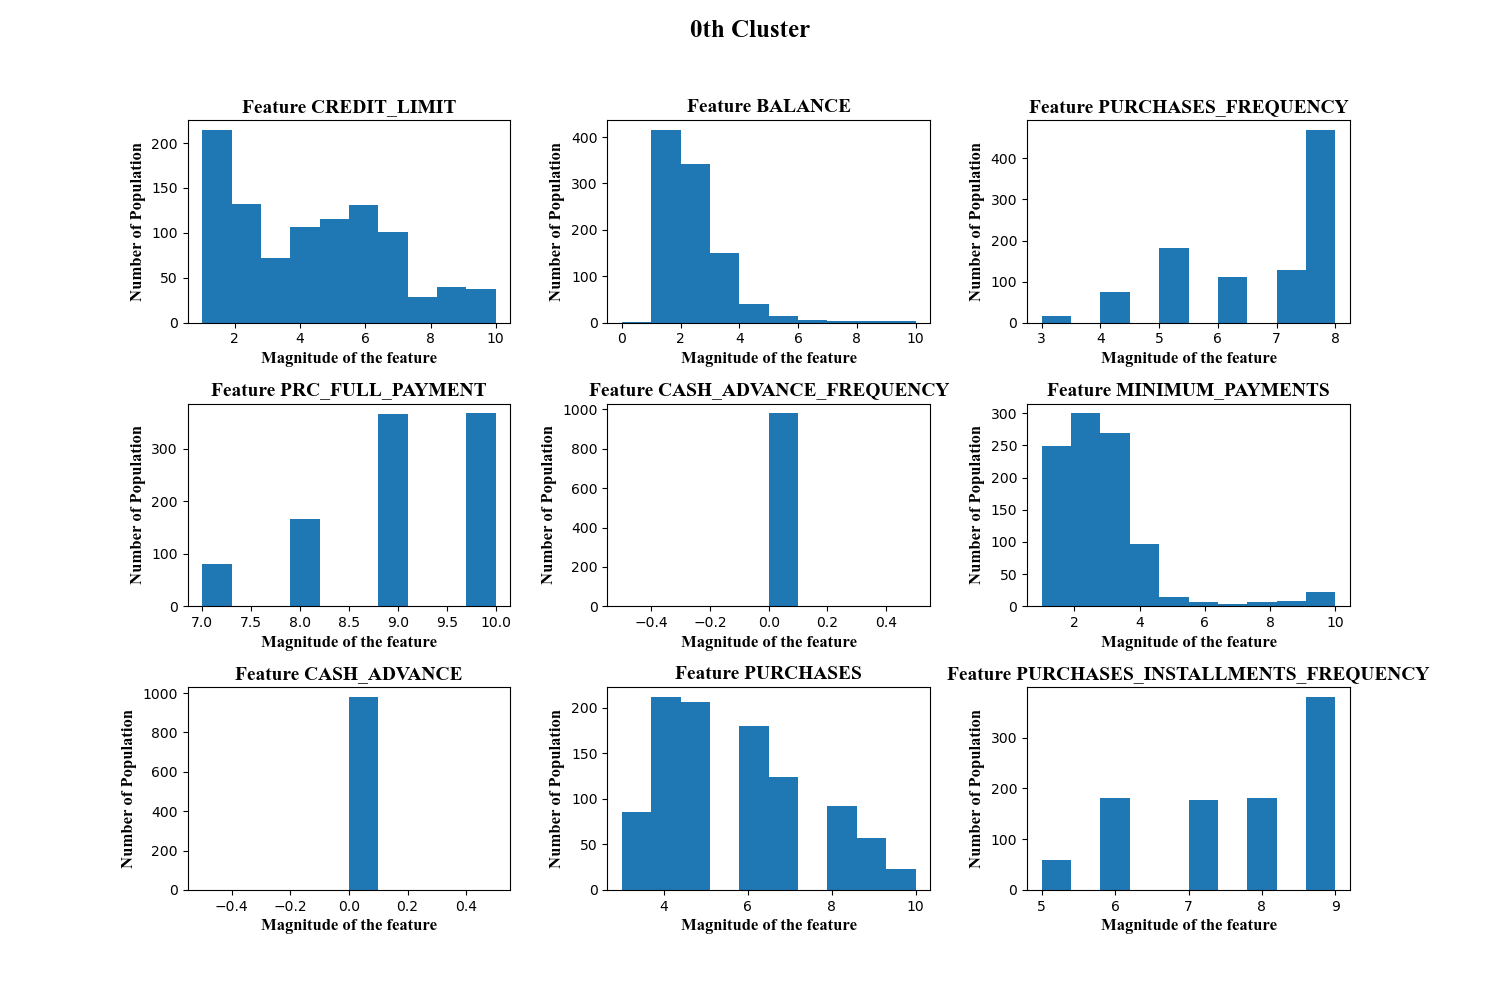 0th Cluster
Feature CREDIT_LIMIT
Number of Population
200
150
100
50
0
2 4 6 8 10
Magnitude of the feature
Feature BALANCE
Number of Population
400
300
200
100
0
0 2 4 6 8 10
Magnitude of the feature
Feature PURCHASES_FREQUENCY
Number of Population
400
300
200
100
0
3 4 5 6 7 8
Magnitude of the feature
Feature PRC_FULL_PAYMENT
Number of Population
300
200
100
0
7.0 7.5 8.0 8.5 9.0 9.5 10.0
Magnitude of the feature
Feature CASH_ADVANCE_FREQUENCY
Number of Population
1000
800
600
400
200
0
−0.4 −0.2 0.0 0.2 0.4
Magnitude of the feature
Feature MINIMUM_PAYMENTS
Number of Population
300
250
200
150
100
50
0
2 4 6 8 10
Magnitude of the feature
Feature CASH_ADVANCE
Number of Population
1000
800
600
400
200
0
−0.4 −0.2 0.0 0.2 0.4
Magnitude of the feature
Feature PURCHASES
Number of Population
200
150
100
50
0
4 6 8 10
Magnitude of the feature
Feature PURCHASES_INSTALLMENTS_FREQUENCY
Number of Population
300
200
100
0
5 6 7 8 9
Magnitude of the feature